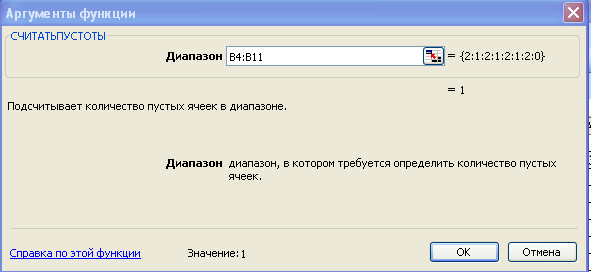 Аргументы функции
СЧИТАТЬПУСТОТЫ
Диапазон B4:B11 = {2:1:2:1:2:1:2:0}
= 1
Подсчитывает количество пустых ячеек в диапазоне.
Диапазон диапазон, в котором требуется определить количество пустых
ячеек.
Справка по этой функции Значение:1 ОК Отмена